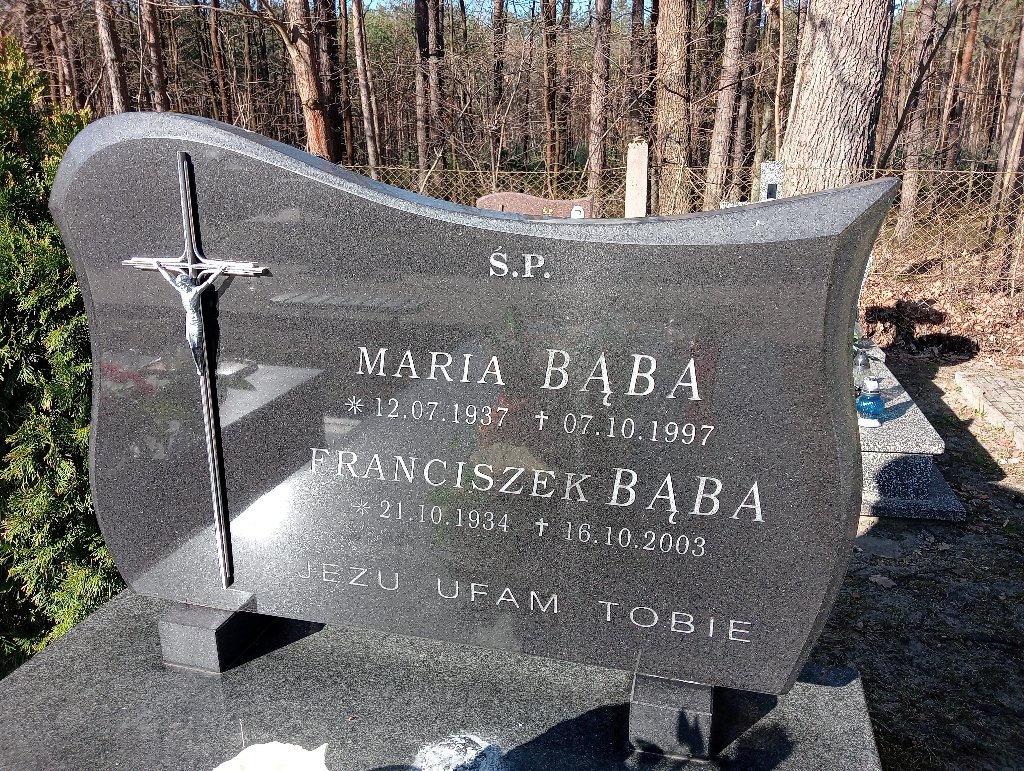 Ś.P.
MARIA BĄBA
* 12.07.1937 ✝ 07.10.1997
FRANCISZEK BĄBA
* 21.10.1934 ✝ 16.10.2003
JEZU UFAM TOBIE